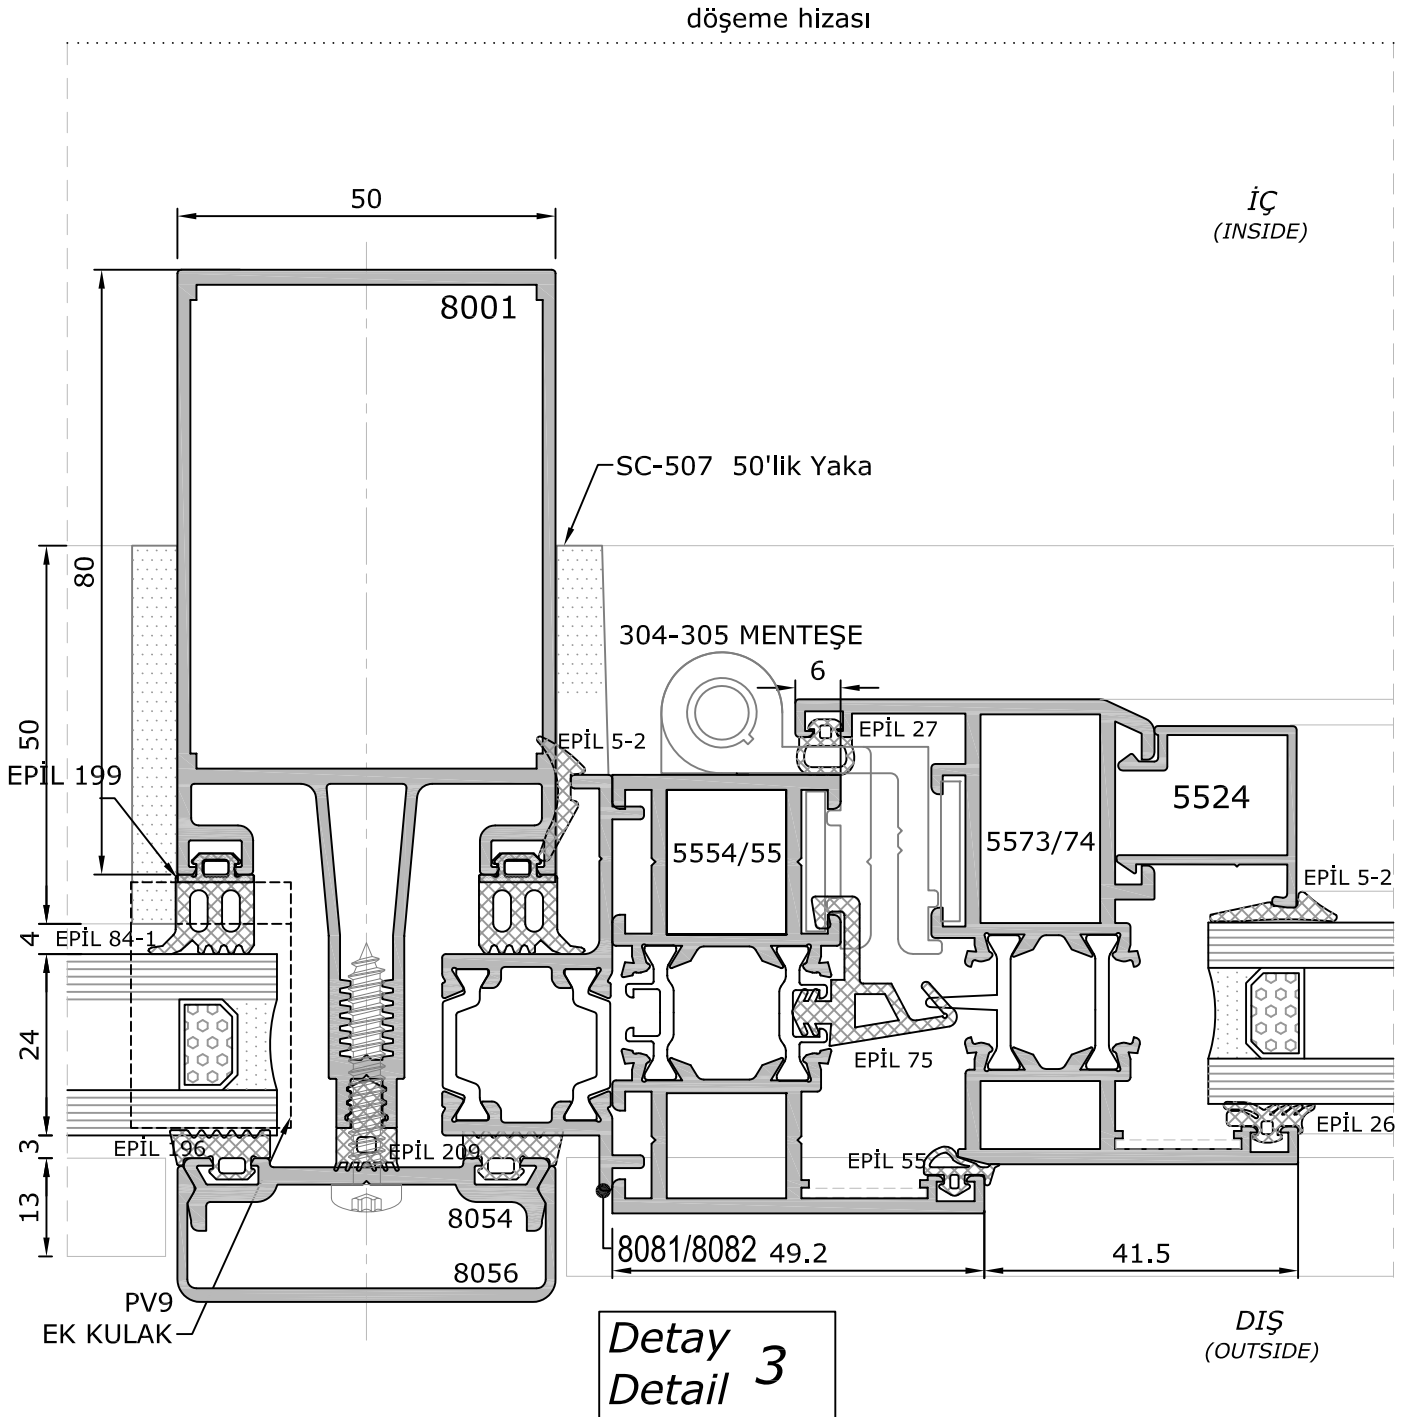 döşeme hizası
50
İÇ
(INSIDE)
8001
SC-507 50'lik Yaka
80
304-305 MENTEŞE
6
50
EPİL 5-2
EPİL 27
EPİL 199
5524
5554/55
5573/74
EPİL 5-2
4
EPİL 84-1
24
EPİL 75
3
EPİL 196
EPİL 209
EPİL 55
EPİL 26
13
8054
8056
8081/8082
49.2
41.5
PV9
EK KULAK
DIŞ
(OUTSIDE)
Detay
Detail
3